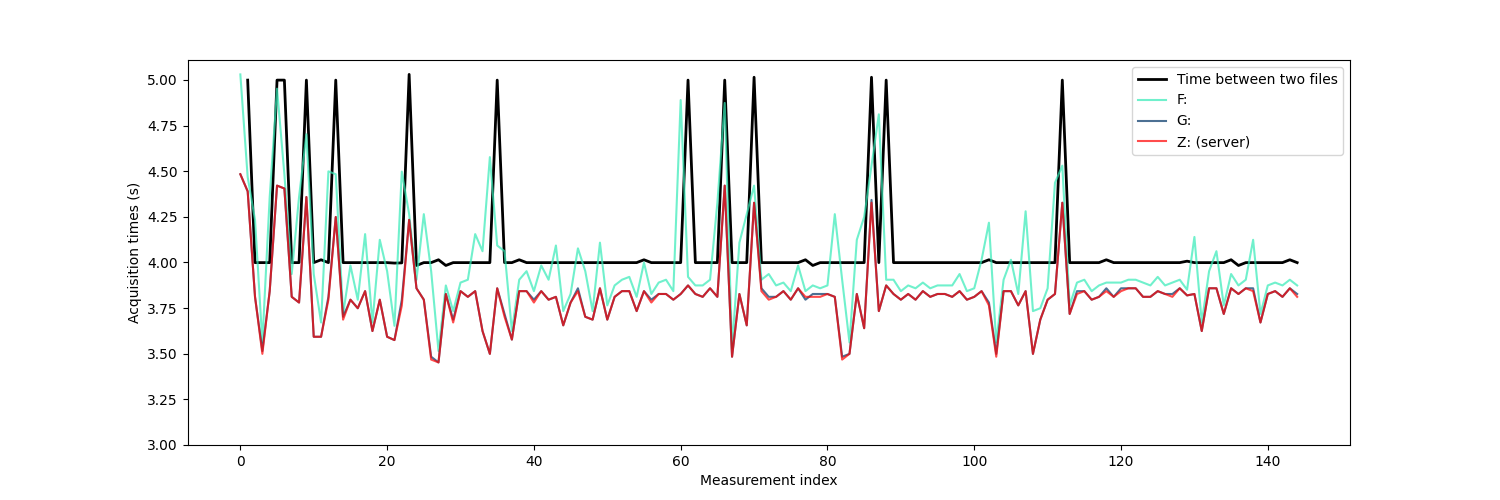 5.00
4.75
4.50
4.25
4.00
3.75
3.50
3.25
3.00
Acquisition times (s)
0 20 40 60 80 100 120 140
Measurement index
Time between two files
F:
G:
Z: (server)